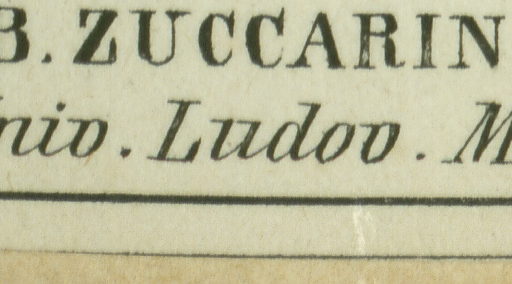 B. ZUCCARIN
niv. Ludov. M